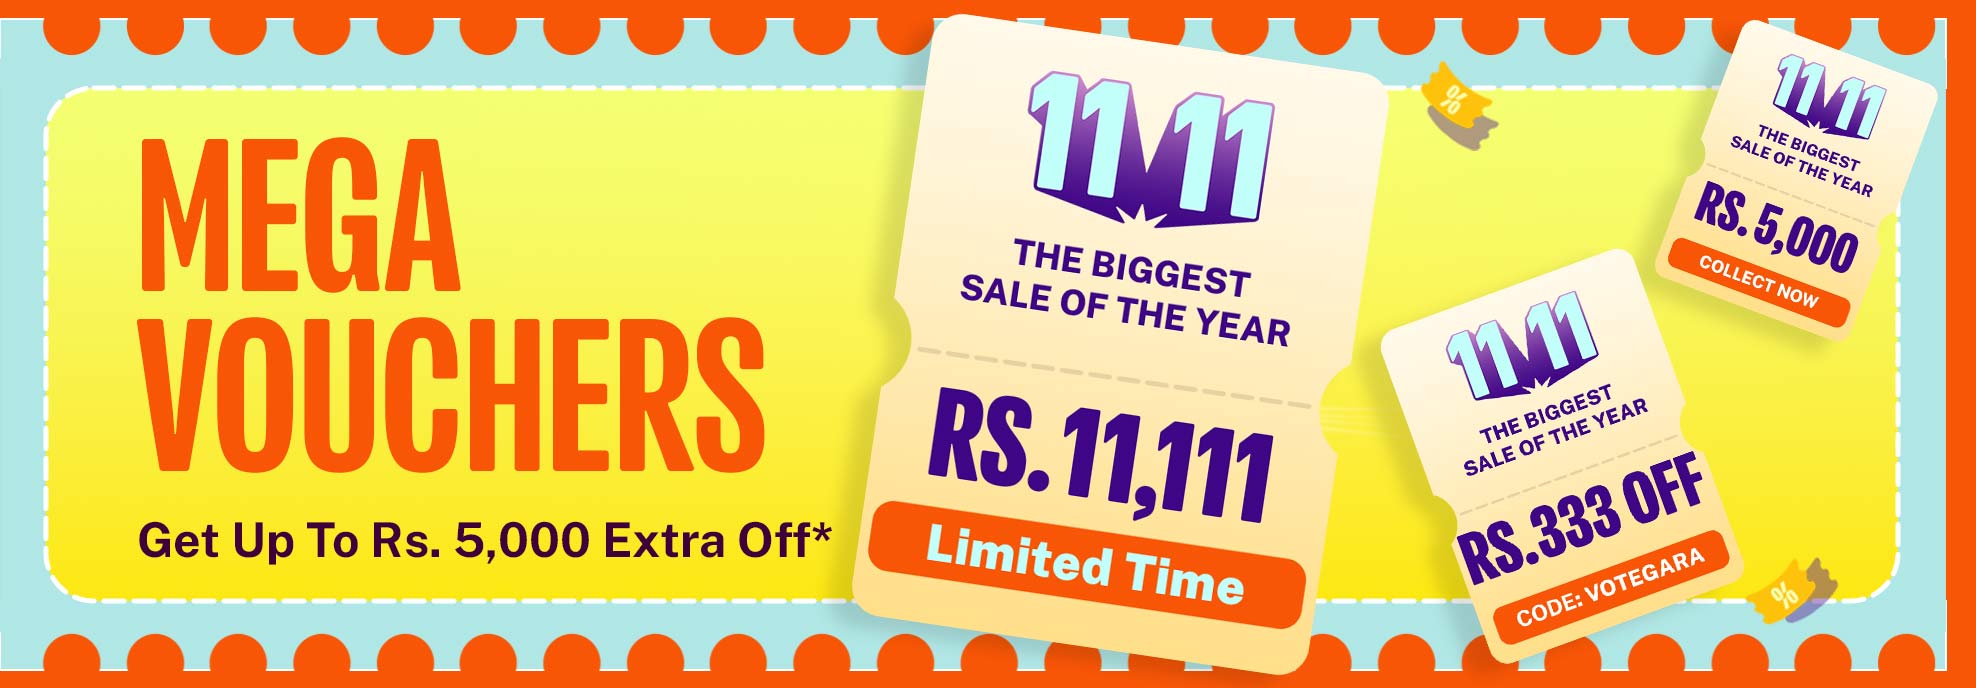 MEGA
VOUCHERS
Get Up To Rs. 5,000 Extra Off*
11 11
THE BIGGEST
SALE OF THE YEAR
RS. 11,111
Limited Time
%
11 11
THE BIGGEST
SALE OF THE YEAR
RS.333 OFF
CODE: VOTEGARA
11 11
THE BIGGEST
SALE OF THE YEAR
RS. 5,000
COLLECT NOW
%